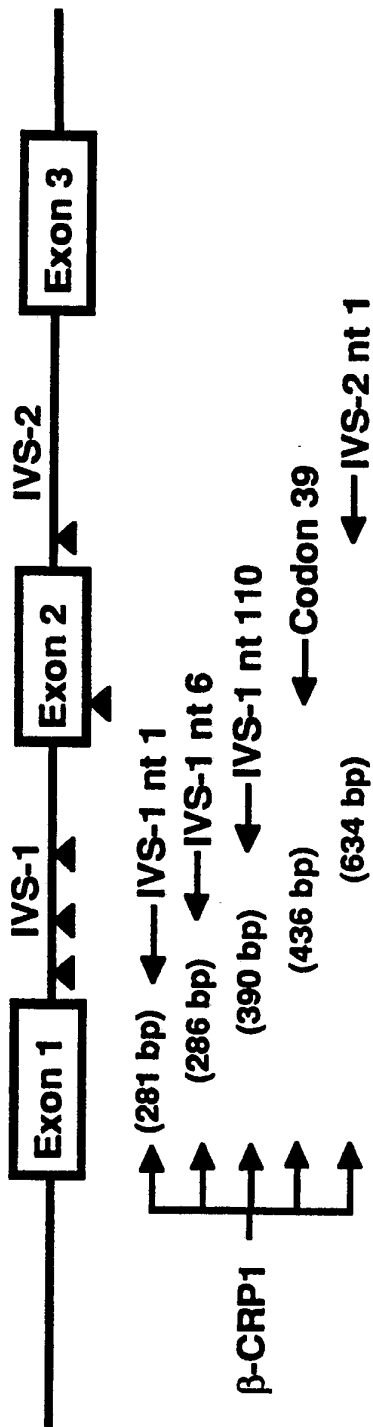 IVS-1 IVS-2
Exon 1 Exon 2 Exon 3
(281 bp) IVS-1 nt 1
(286 bp) IVS-1 nt 6
β-CRP1 (390 bp) IVS-1 nt 110
(436 bp) Codon 39
(634 bp) IVS-2 nt 1